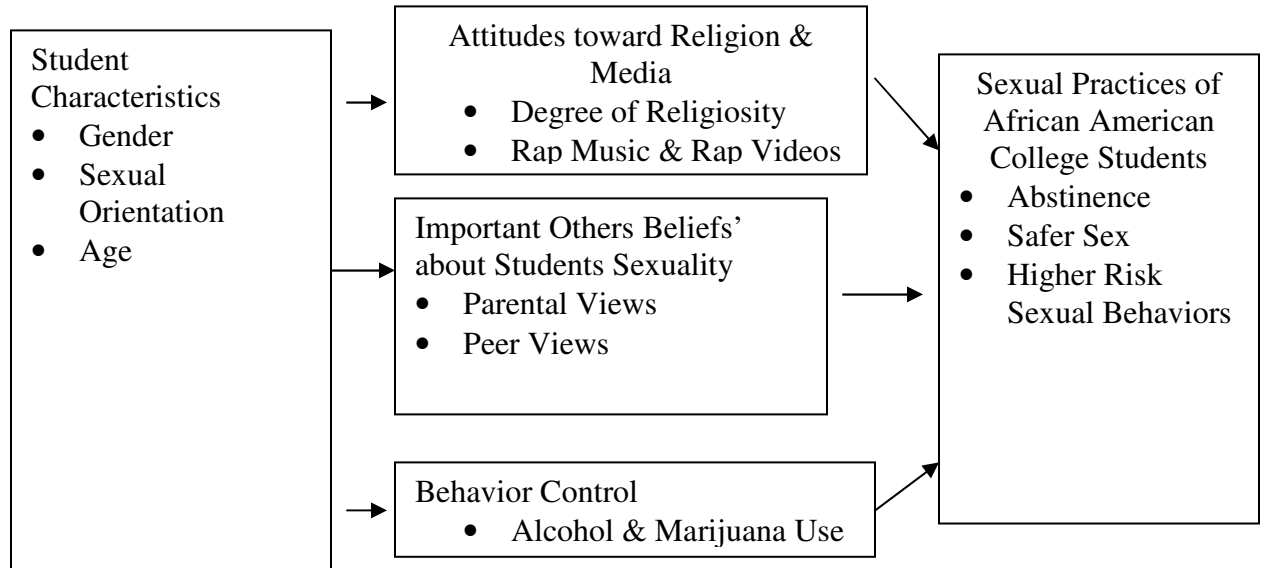 Student
Characteristics
• Gender
• Sexual
Orientation
• Age
Attitudes toward Religion &
Media
• Degree of Religiosity
• Rap Music & Rap Videos
Important Others Beliefs’
about Students Sexuality
• Parental Views
• Peer Views
Behavior Control
• Alcohol & Marijuana Use
Sexual Practices of
African American
College Students
• Abstinence
• Safer Sex
• Higher Risk
Sexual Behaviors